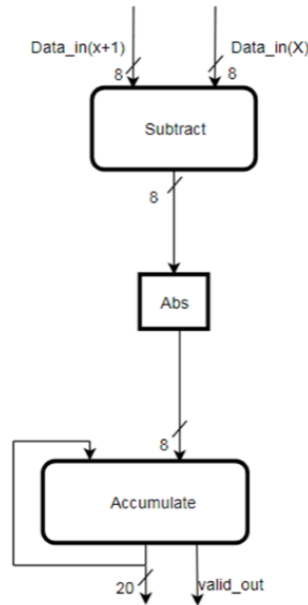 Data_in(x+1)
Data_in(X)
8
8
Subtract
8
Abs
8
Accumulate
20
valid_out